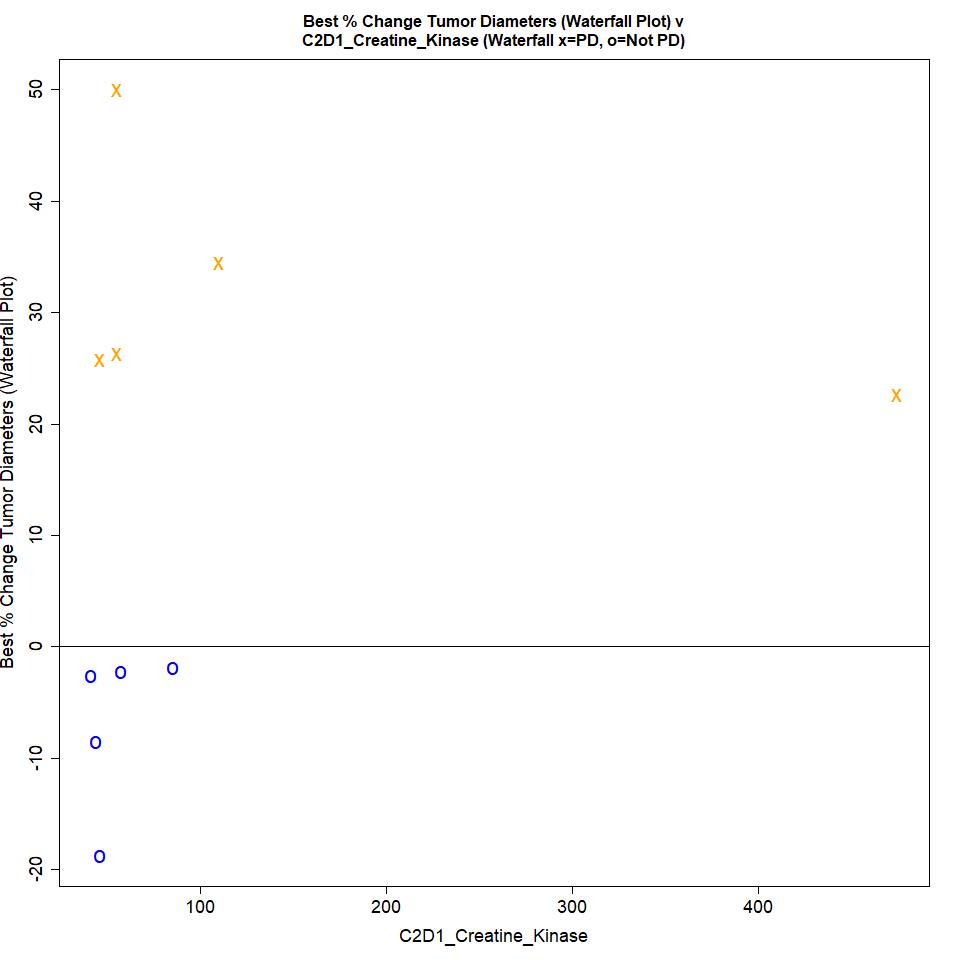 Best % Change Tumor Diameters (Waterfall Plot) v
C2D1_Creatine_Kinase (Waterfall x=PD, o=Not PD)
Best % Change Tumor Diameters (Waterfall Plot)
50
40
30
20
10
0
-10
-20
X
X
X
X
X
O
O
O
O
O
100
200
300
400
C2D1_Creatine_Kinase